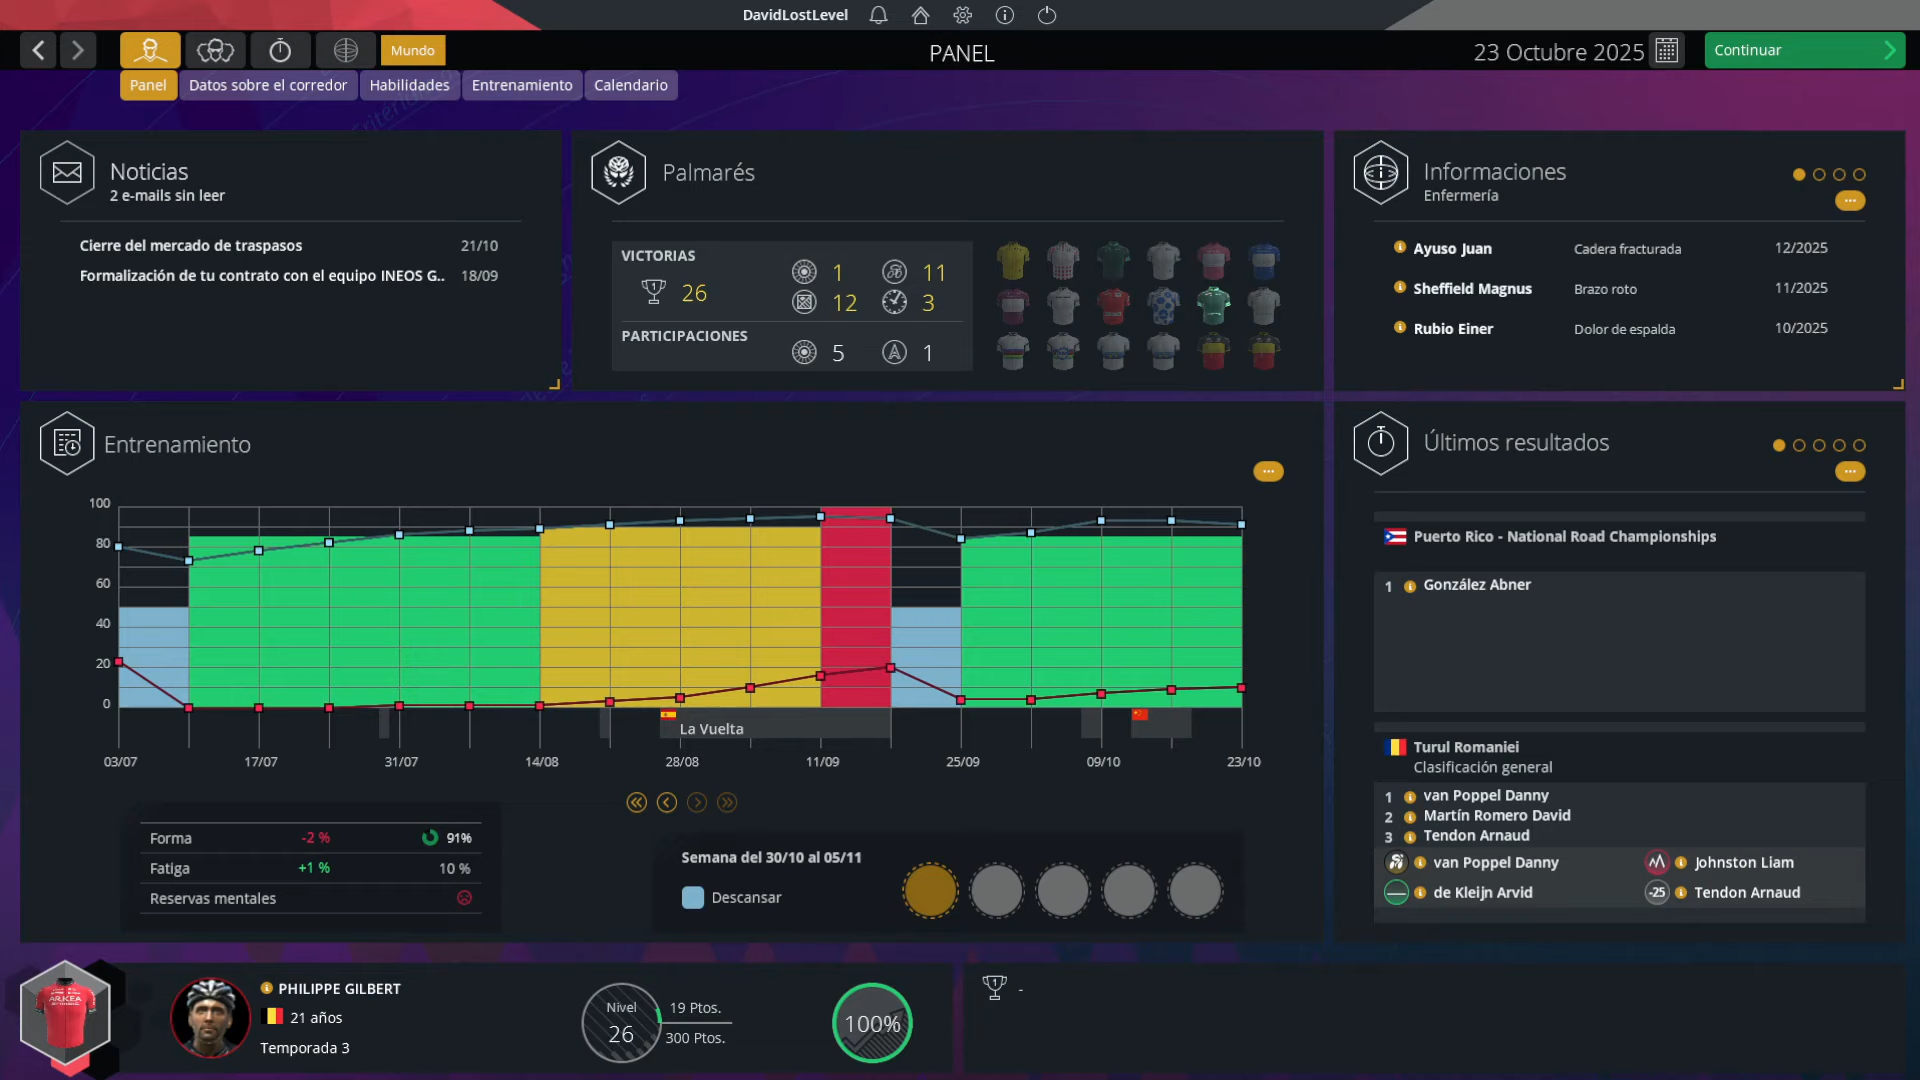 DavidLostLevel
Mundo
PANEL
23 Octubre 2025
Continuar
Panel
Datos sobre el corredor
Habilidades
Entrenamiento
Calendario
Noticias
2 e-mails sin leer
Cierre del mercado de traspasos 21/10
Formalización de tu contrato con el equipo INEOS G.. 18/09
Palmarés
VICTORIAS
26
1
11
12
3
PARTICIPACIONES
5
1
Informaciones
Enfermería
Ayuso Juan Cadera fracturada 12/2025
Sheffield Magnus Brazo roto 11/2025
Rubio Einer Dolor de espalda 10/2025
Entrenamiento
100
80
60
40
20
0
La Vuelta
03/07 17/07 31/07 14/08 28/08 11/09 25/09 09/10 23/10
Forma -2 % 91%
Fatiga +1 % 10 %
Reservas mentales
Semana del 30/10 al 05/11
Descansar
Últimos resultados
Puerto Rico - National Road Championships
1 González Abner
Turul Romaniei
Clasificación general
1 van Poppel Danny
2 Martín Romero David
3 Tendon Arnaud
van Poppel Danny
Johnston Liam
de Kleijn Arvid
-25 Tendon Arnaud
ARKEA
PHILIPPE GILBERT
21 años
Temporada 3
Nivel
26
19 Ptos.
300 Ptos.
100%
1 -